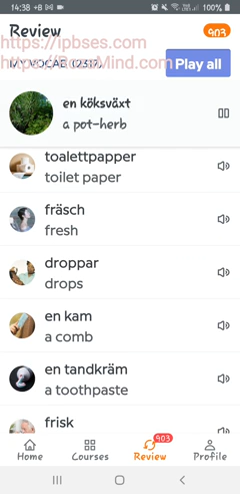 14:38
100%
Review
903
https://ipbses.com
MY VOCAB (2317)
Play all
en köksväxt
a pot-herb
toalettpapper
toilet paper
fräsch
fresh
droppar
drops
en kam
a comb
en tandkräm
a toothpaste
frisk
903
Home Courses Review Profile